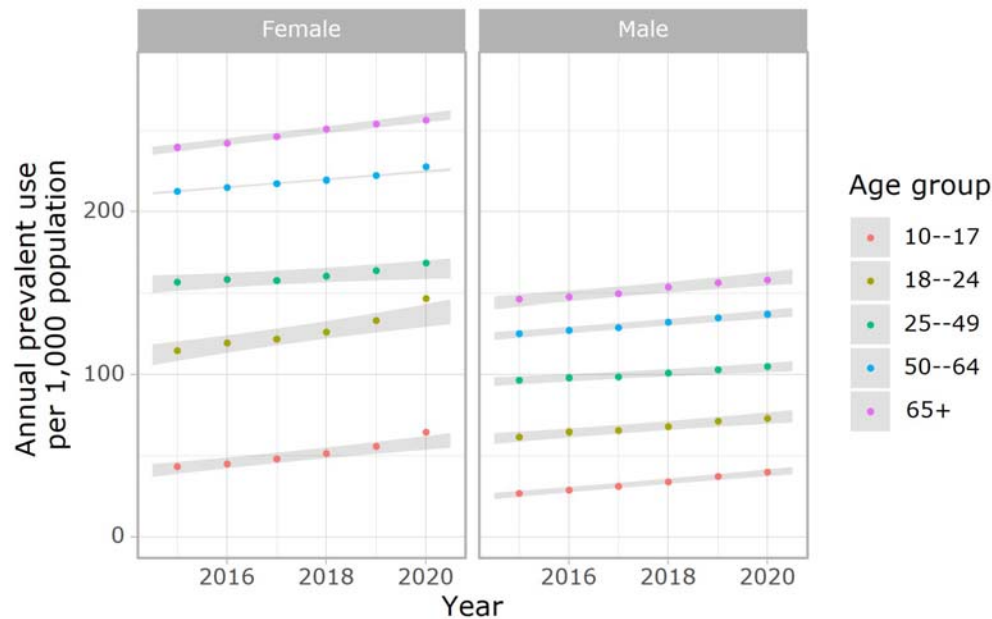 Female
Male
Annual prevalent use
per 1,000 population
200
100
0
2016
2018
2020
2016
2018
2020
Year
Age group
10--17
18--24
25--49
50--64
65+